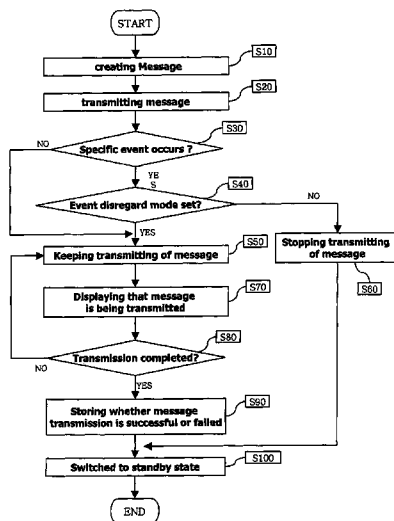 START
creating Message
S10
transmitting message
S20
Specific event occurs ?
S30
NO
YE
S
Event disregard mode set?
S40
NO
YES
Keeping transmitting of message
S50
Stopping transmitting
of message
S60
Displaying that message
is being transmitted
S70
Transmission completed?
S80
NO
YES
Storing whether message
transmission is successful or failed
S90
Switched to standby state
S100
END